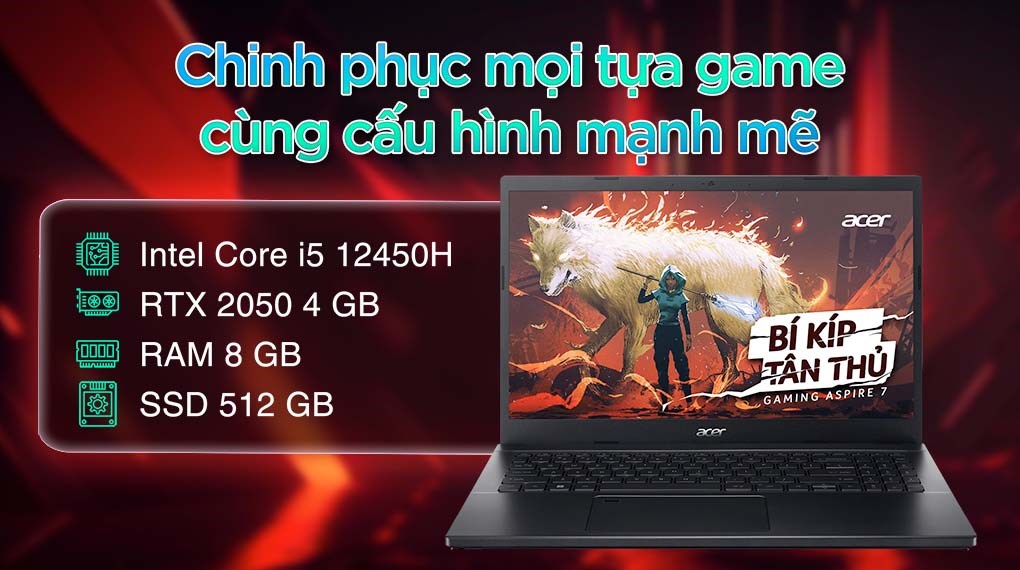 Chinh phục mọi tựa game
cùng cấu hình mạnh mẽ
Intel Core i5 12450H
RTX 2050 4 GB
RAM 8 GB
SSD 512 GB
acer
BÍ KÍP
TÂN THỦ
GAMING ASPIRE 7
acer